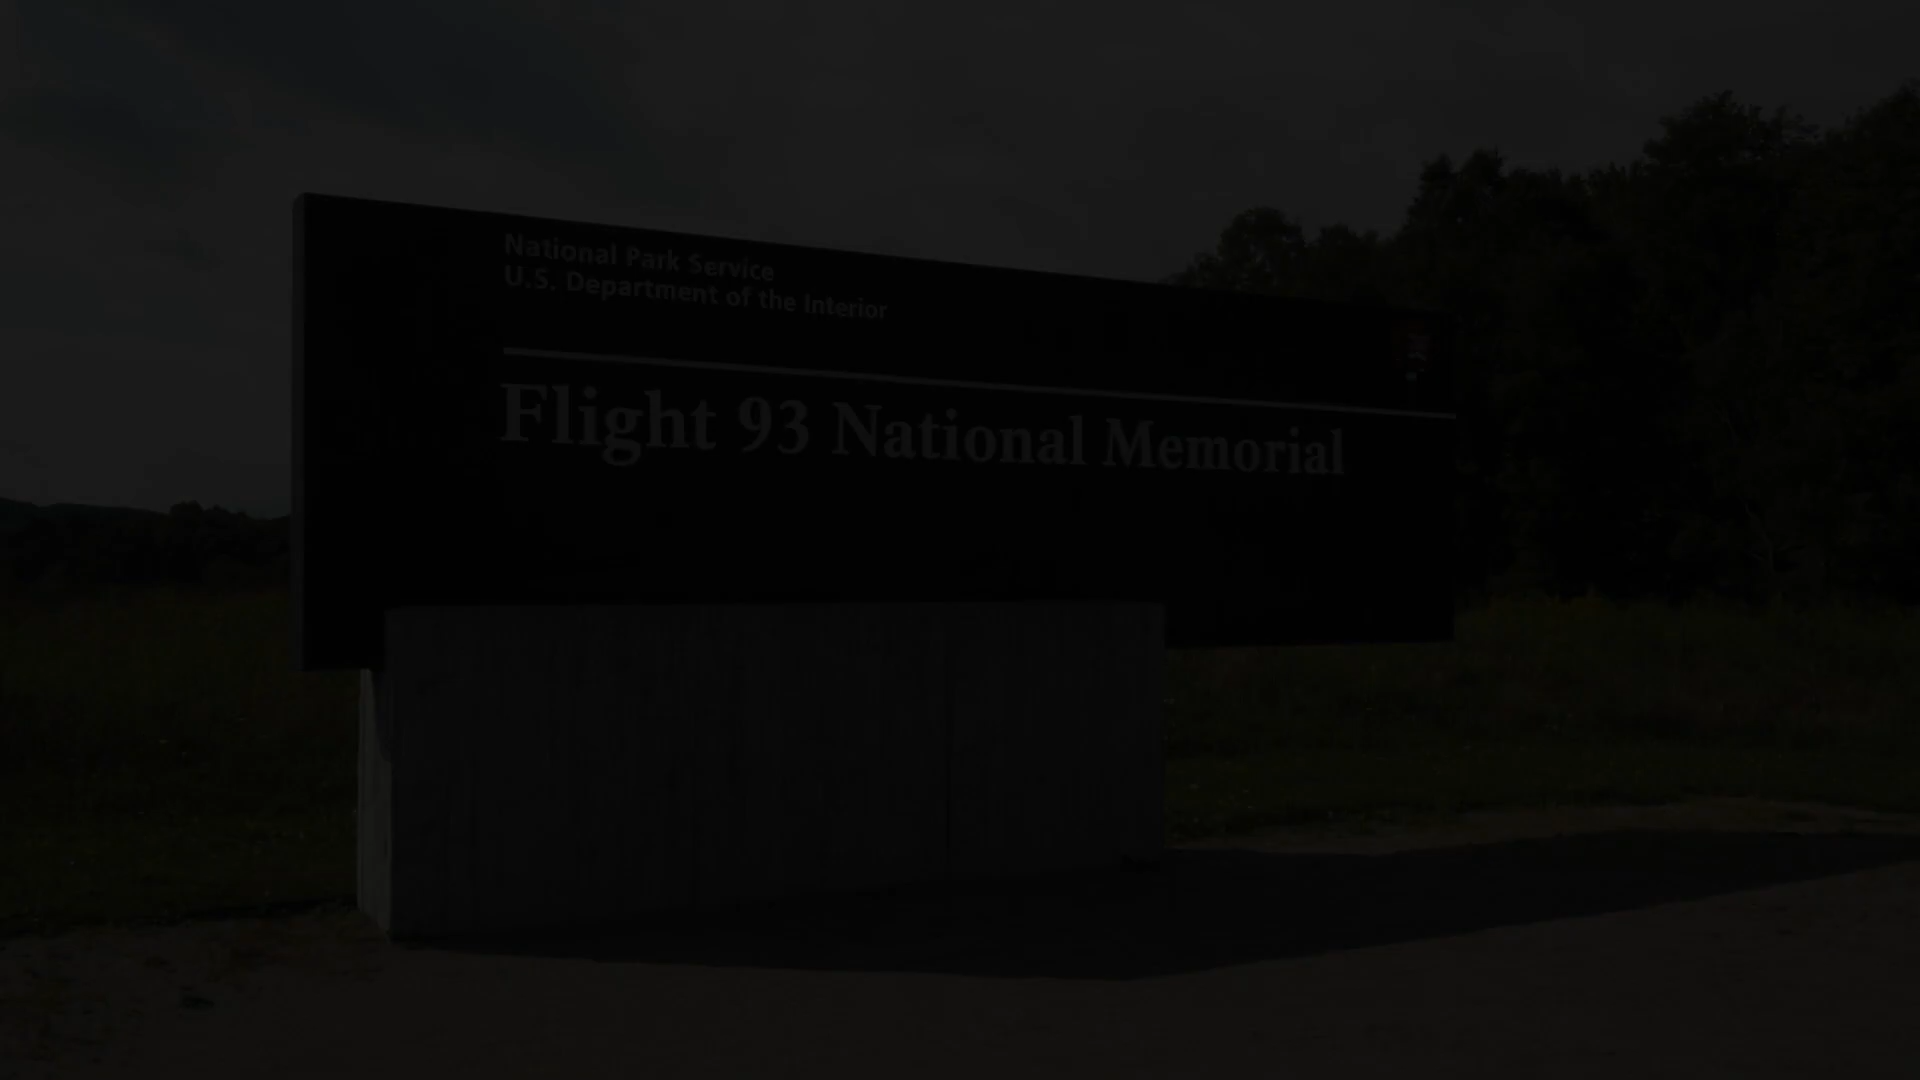 National Park Service
U.S. Department of the Interior
Flight 93 National Memorial